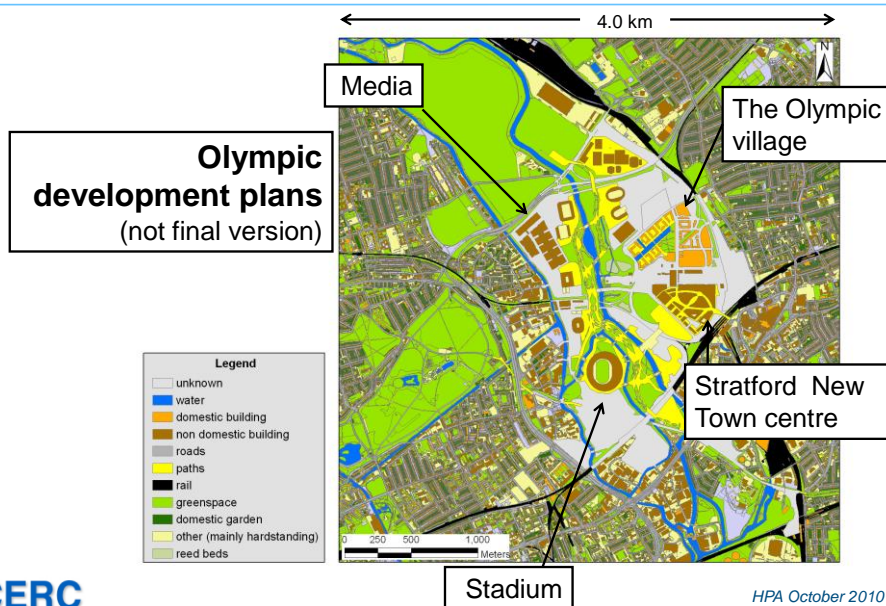 4.0 km
N
Media
The Olympic
village
Olympic
development plans
(not final version)
Legend
unknown
water
domestic building
non domestic building
roads
paths
rail
greenspace
domestic garden
other (mainly hardstanding)
reed beds
Stratford New
Town centre
0 250 500 1,000
Meters
Stadium
CERC
HPA October 2010